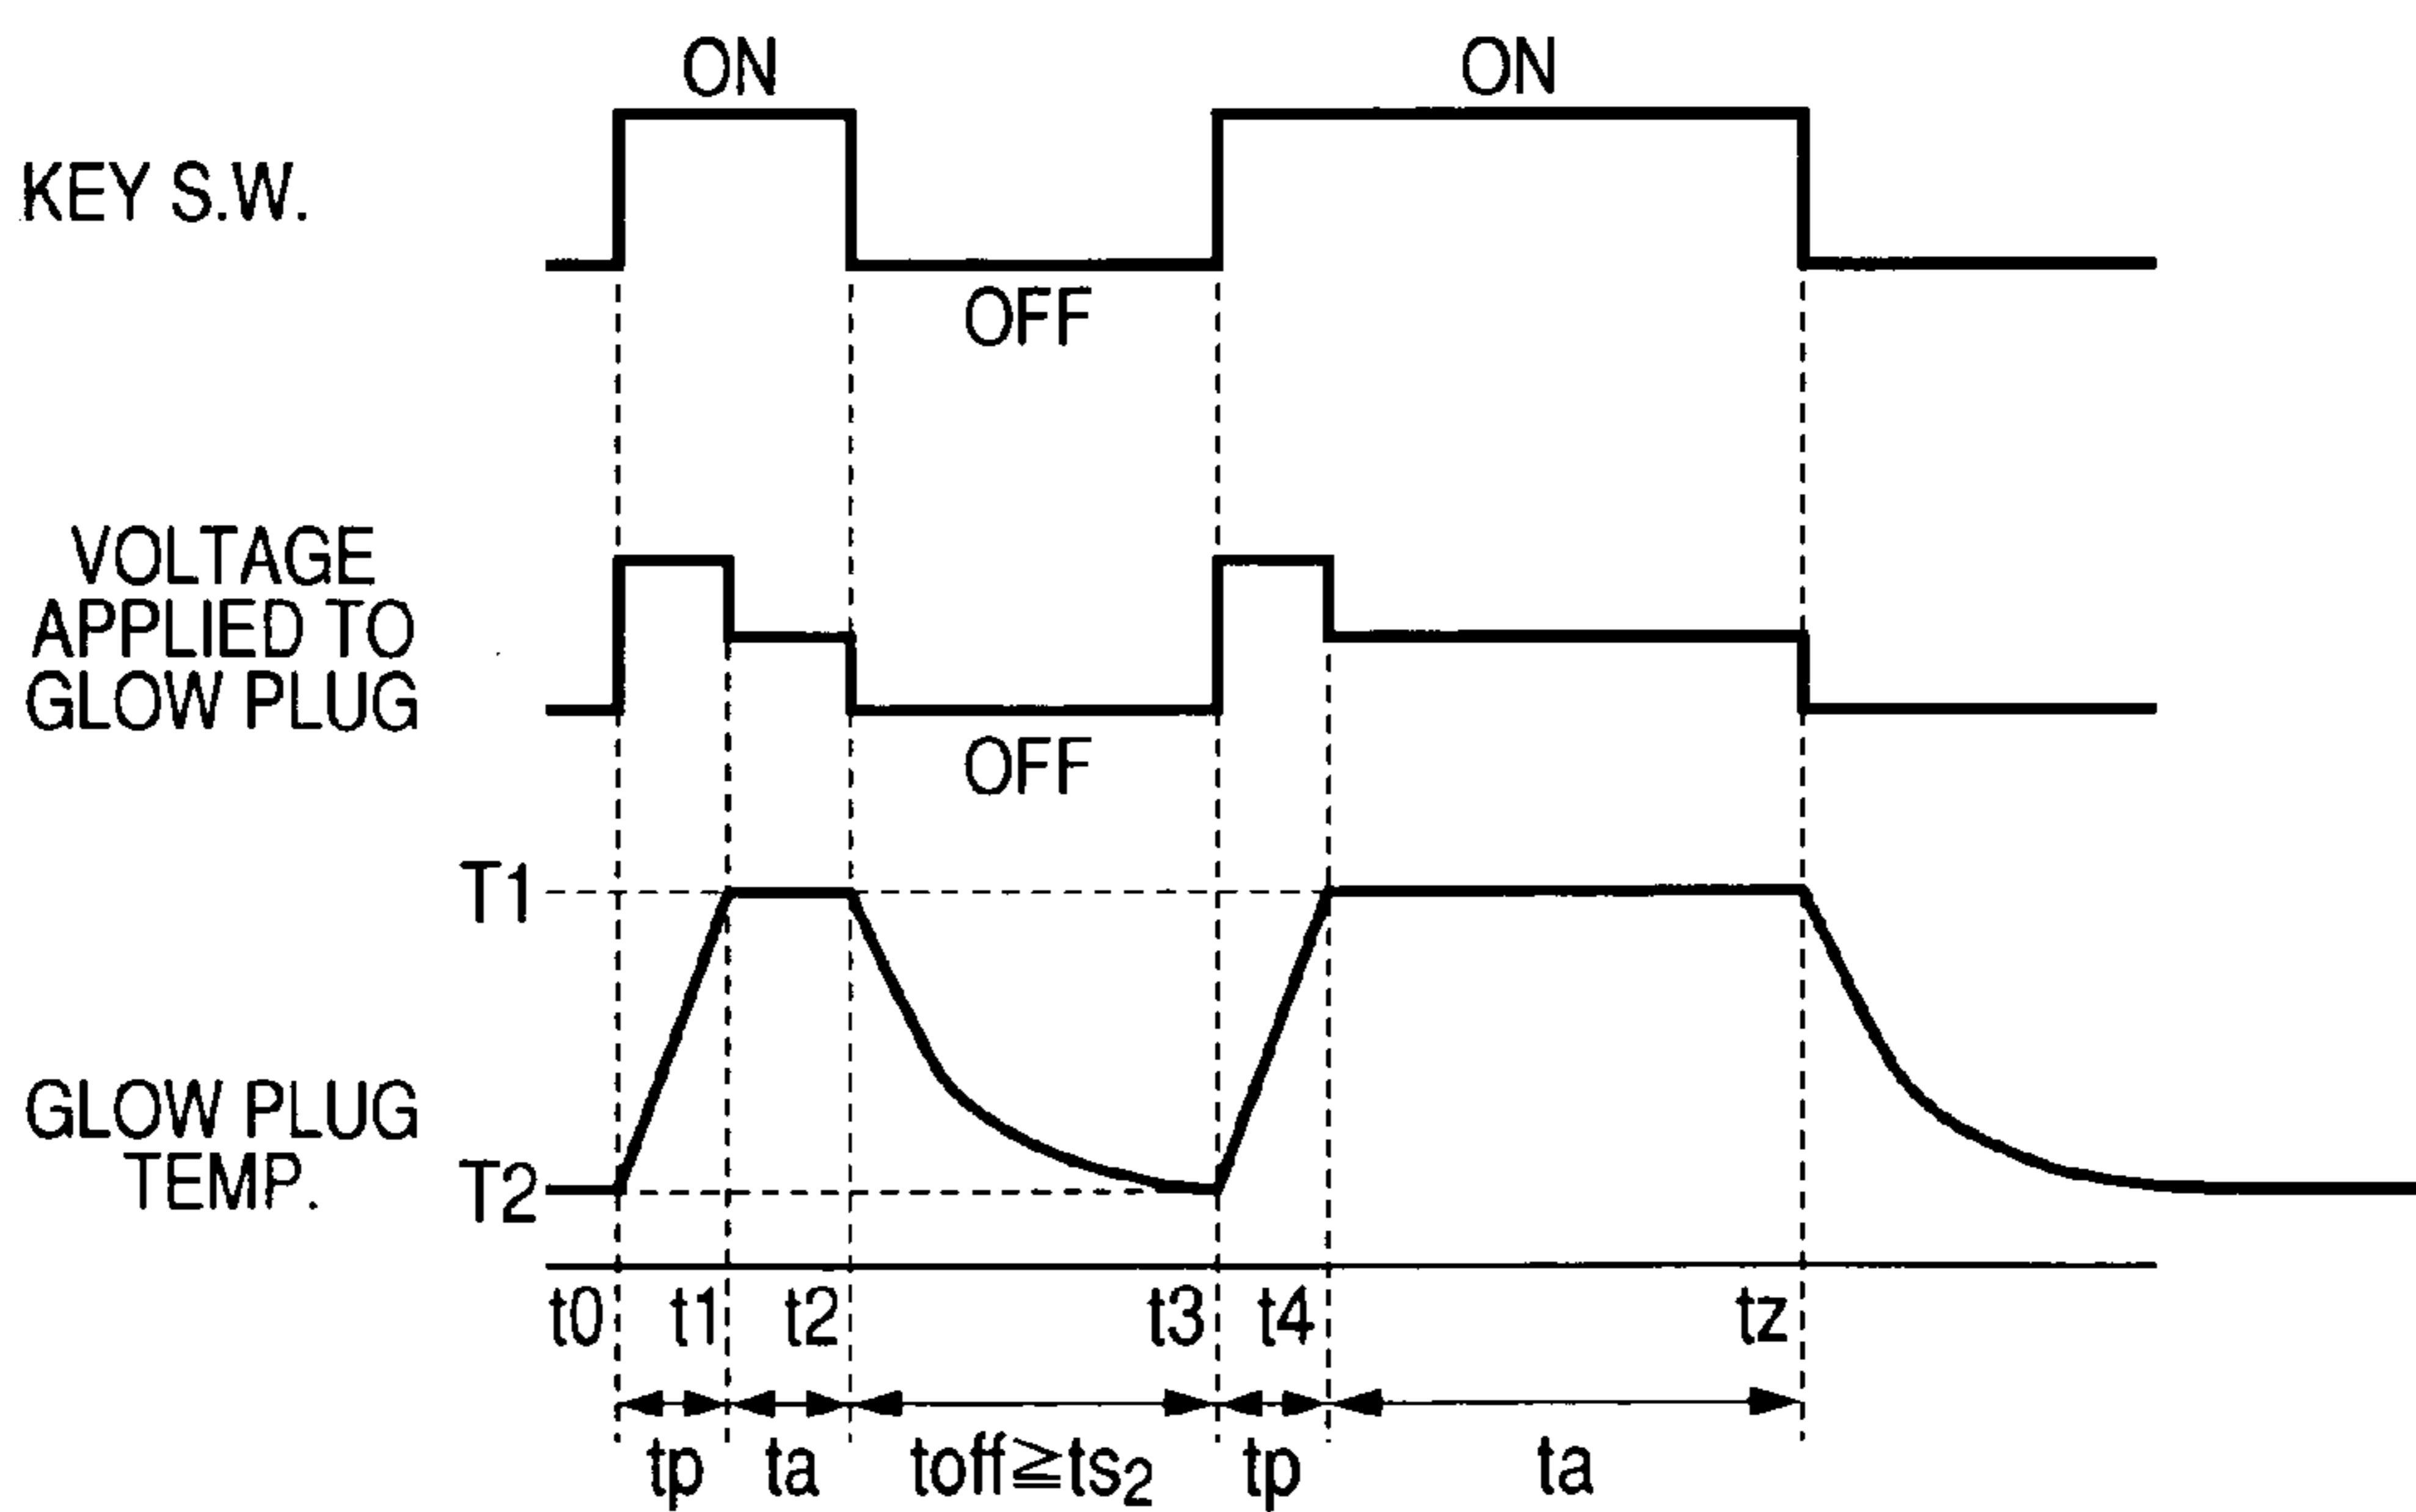 ON
ON
KEY S.W.
OFF
VOLTAGE
APPLIED TO
GLOW PLUG
OFF
T1
GLOW PLUG
TEMP.
T2
t0
t1
t2
t3
t4
tz
tp
ta
toff≧ts2
tp
ta